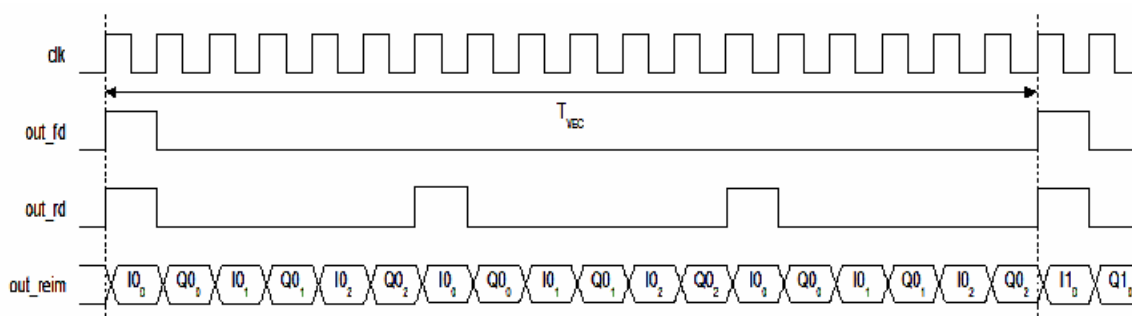 clk
T_VEC
out_fd
out_rd
out_reim I0_0 Q0_0 I0_1 Q0_1 I0_2 Q0_2 I0_0 Q0_0 I0_1 Q0_1 I0_2 Q0_2 I0_0 Q0_0 I0_1 Q0_1 I0_2 Q0_2 I1_0 Q1_0